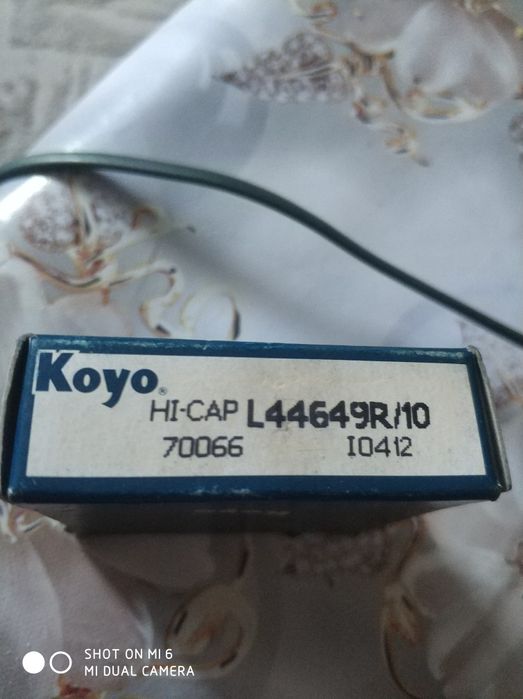 Koyo®
HI-CAP L44649R/10
70066 I0412
SHOT ON MI 6
MI DUAL CAMERA